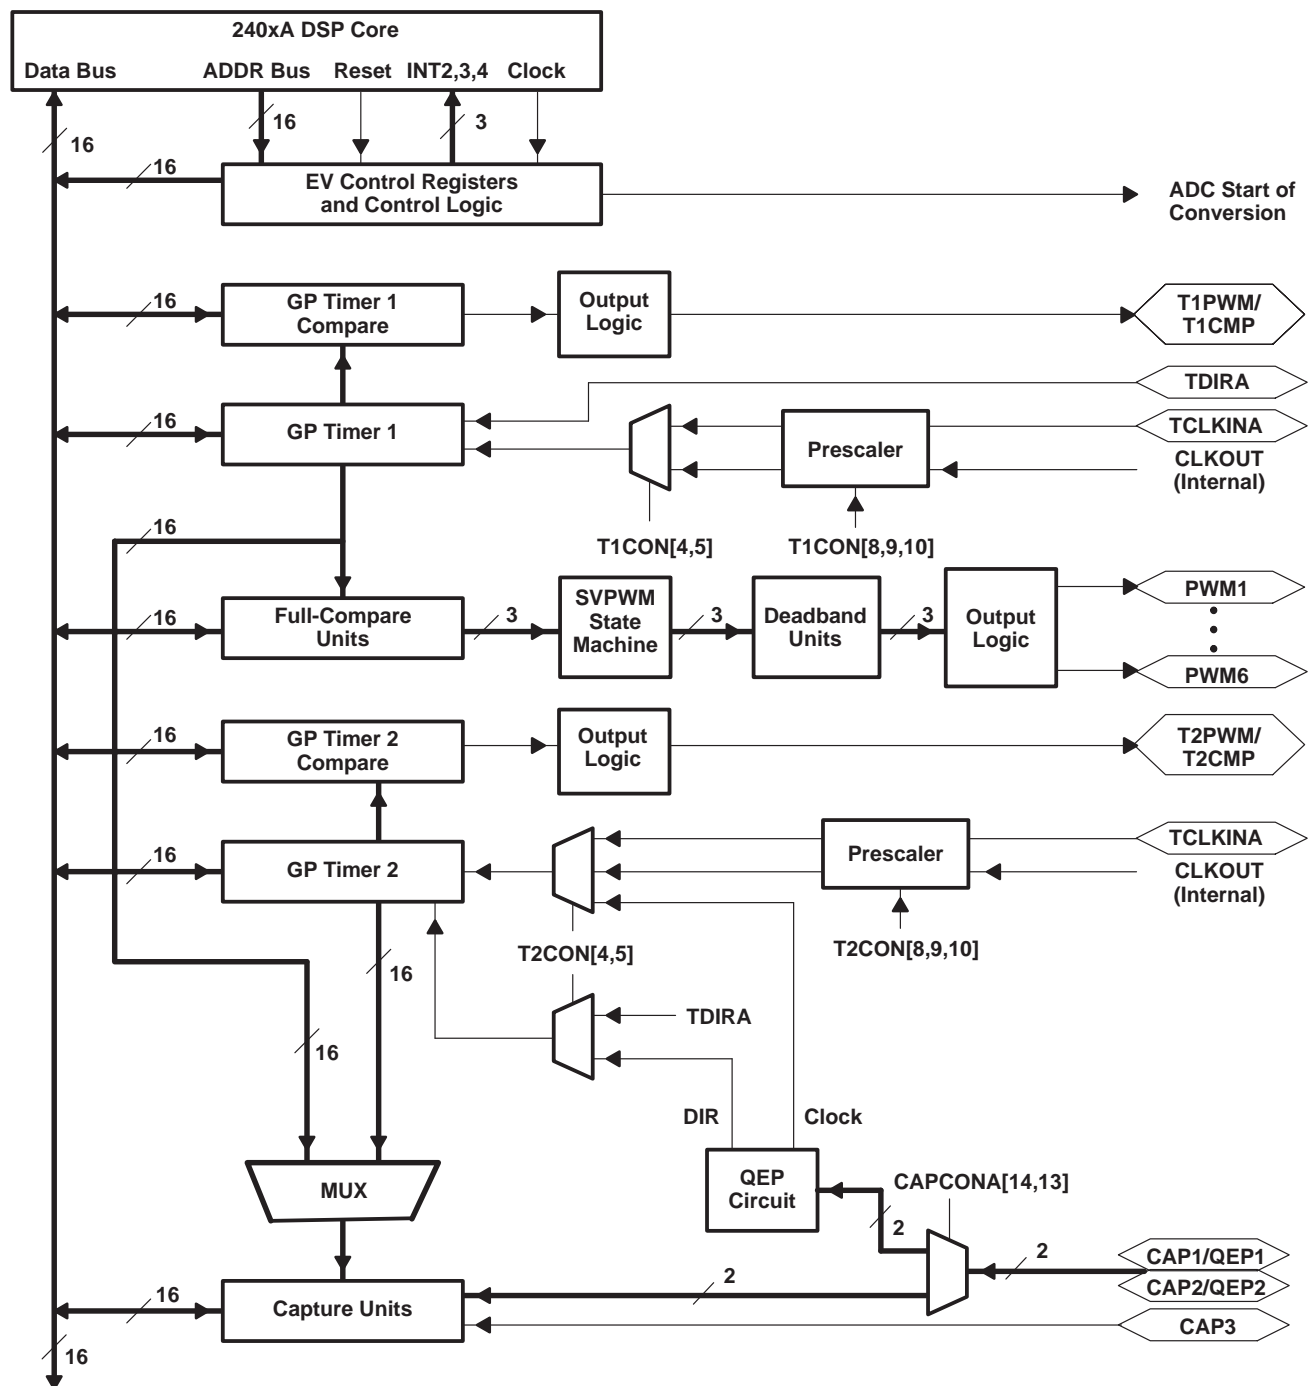 240xA DSP Core
Data Bus
ADDR Bus
Reset
INT2,3,4
Clock
16
16
3
16
EV Control Registers
and Control Logic
ADC Start of
Conversion
16
GP Timer 1
Compare
Output
Logic
T1PWM/
T1CMP
TDIRA
16
GP Timer 1
Prescaler
TCLKINA
CLKOUT
(Internal)
16
T1CON[4,5]
T1CON[8,9,10]
16
Full-Compare
Units
3
SVPWM
State
Machine
3
Deadband
Units
3
Output
Logic
PWM1
PWM6
16
GP Timer 2
Compare
Output
Logic
T2PWM/
T2CMP
16
GP Timer 2
Prescaler
TCLKINA
CLKOUT
(Internal)
T2CON[4,5]
T2CON[8,9,10]
16
TDIRA
16
DIR
Clock
MUX
QEP
Circuit
CAPCONA[14,13]
2
2
CAP1/QEP1
CAP2/QEP2
16
Capture Units
2
CAP3
16